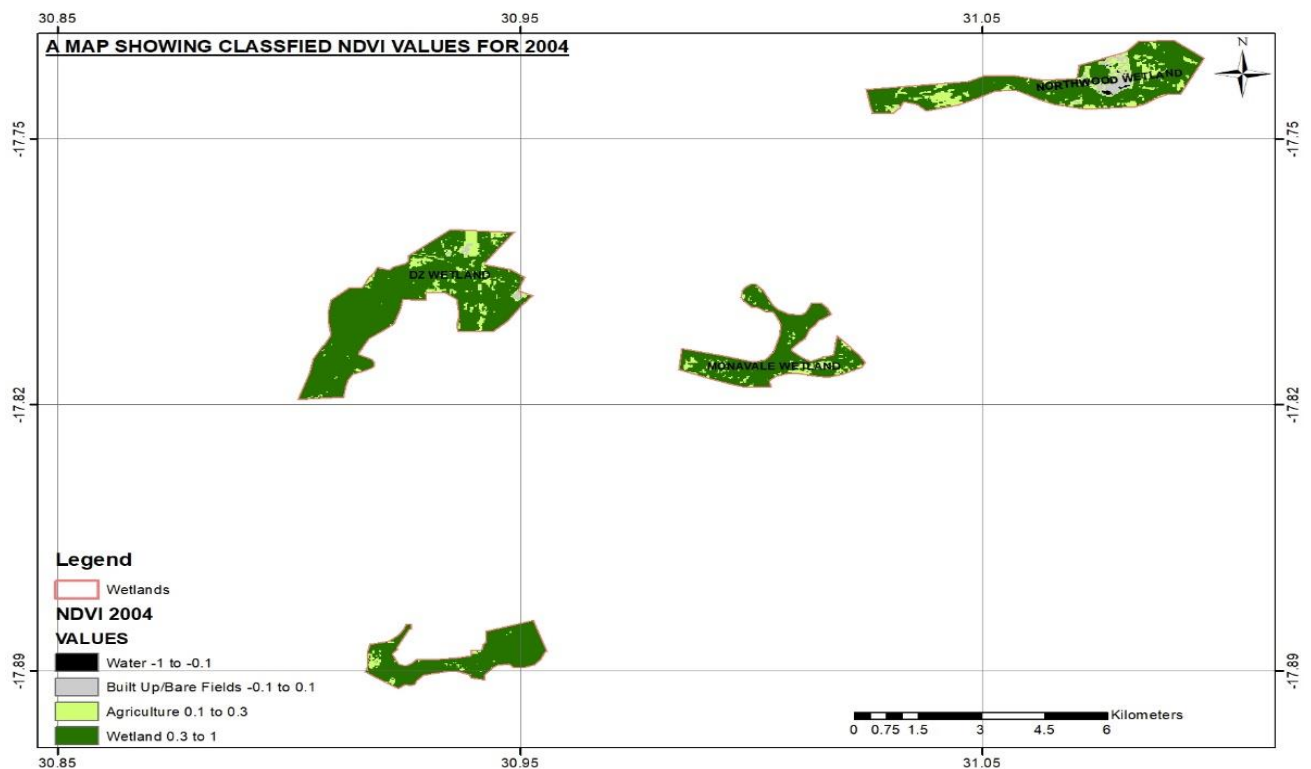 30.85 30.95 31.05
A MAP SHOWING CLASSFIED NDVI VALUES FOR 2004
N
NORTHWOOD WETLAND
-17.75 -17.75
DZ WETLAND
MONAVALE WETLAND
-17.82 -17.82
Legend
Wetlands
NDVI 2004
VALUES
Water -1 to -0.1
Built Up/Bare Fields -0.1 to 0.1
Agriculture 0.1 to 0.3
Wetland 0.3 to 1
-17.89 -17.89
Kilometers
0 0.75 1.5 3 4.5 6
30.85 30.95 31.05